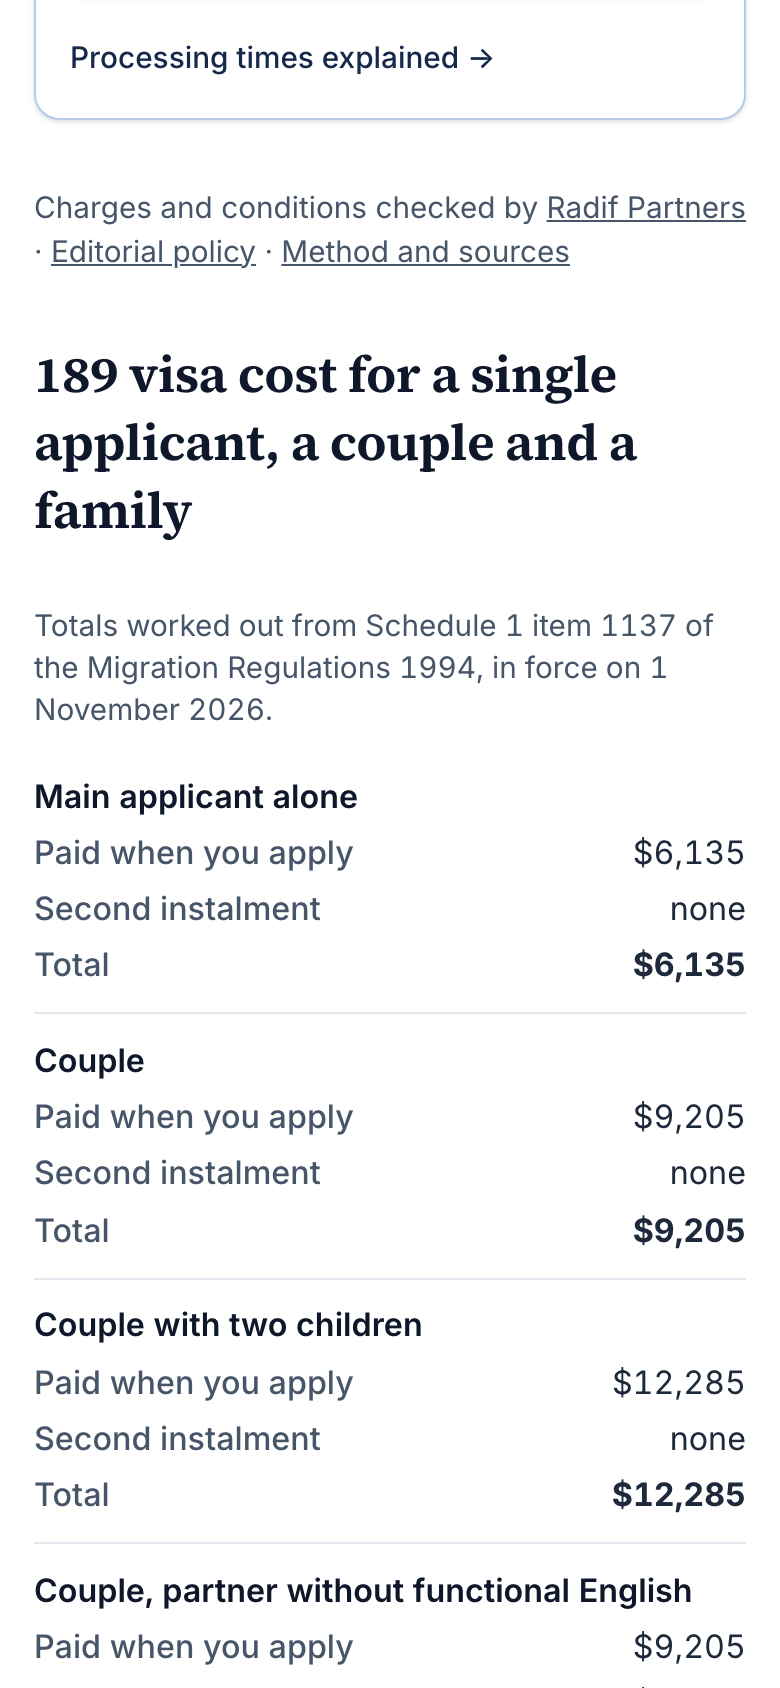 Processing times explained →
Charges and conditions checked by Radif Partners
· Editorial policy · Method and sources
189 visa cost for a single
applicant, a couple and a
family
Totals worked out from Schedule 1 item 1137 of
the Migration Regulations 1994, in force on 1
November 2026.
Main applicant alone
Paid when you apply $6,135
Second instalment none
Total $6,135
Couple
Paid when you apply $9,205
Second instalment none
Total $9,205
Couple with two children
Paid when you apply $12,285
Second instalment none
Total $12,285
Couple, partner without functional English
Paid when you apply $9,205